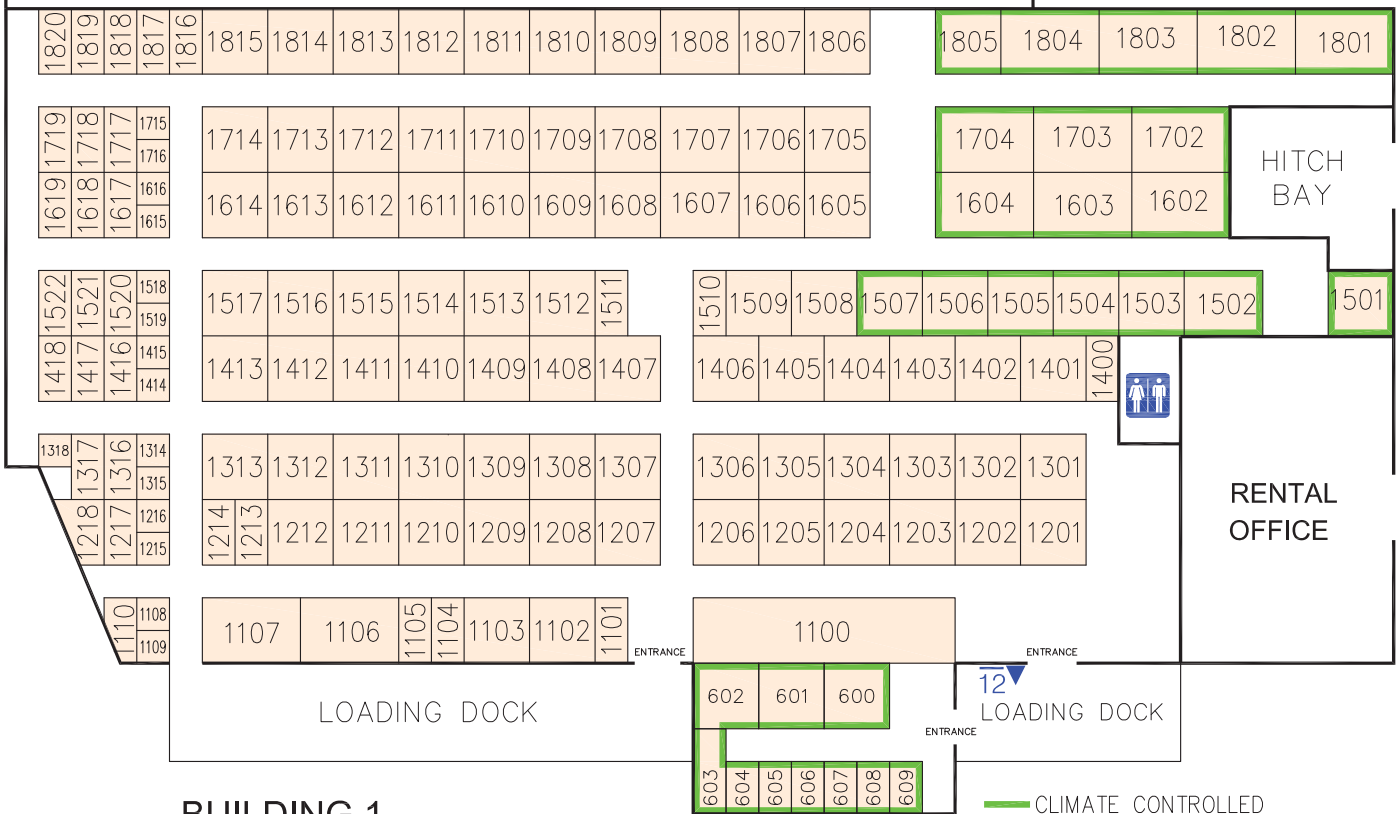 1820 1819 1818 1817 1816 1815 1814 1813 1812 1811 1810 1809 1808 1807 1806 1805 1804 1803 1802 1801
1719 1718 1717 1715 1714 1713 1712 1711 1710 1709 1708 1707 1706 1705 1704 1703 1702
1716
HITCH
BAY
1619 1618 1617 1616 1614 1613 1612 1611 1610 1609 1608 1607 1606 1605 1604 1603 1602
1615
1522 1521 1520 1518 1517 1516 1515 1514 1513 1512 1511 1510 1509 1508 1507 1506 1505 1504 1503 1502 1501
1519
1418 1417 1416 1415 1413 1412 1411 1410 1409 1408 1407 1406 1405 1404 1403 1402 1401 1400
1414
1318 1317 1316 1314 1313 1312 1311 1310 1309 1308 1307 1306 1305 1304 1303 1302 1301
1315
RENTAL
OFFICE
1218 1217 1216 1214 1213 1212 1211 1210 1209 1208 1207 1206 1205 1204 1203 1202 1201
1215
1110 1108 1107 1106 1105 1104 1103 1102 1101 1100
1109
ENTRANCE ENTRANCE
602 601 600
12
LOADING DOCK LOADING DOCK
ENTRANCE
603 604 605 606 607 608 609
BUILDING 1
CLIMATE CONTROLLED